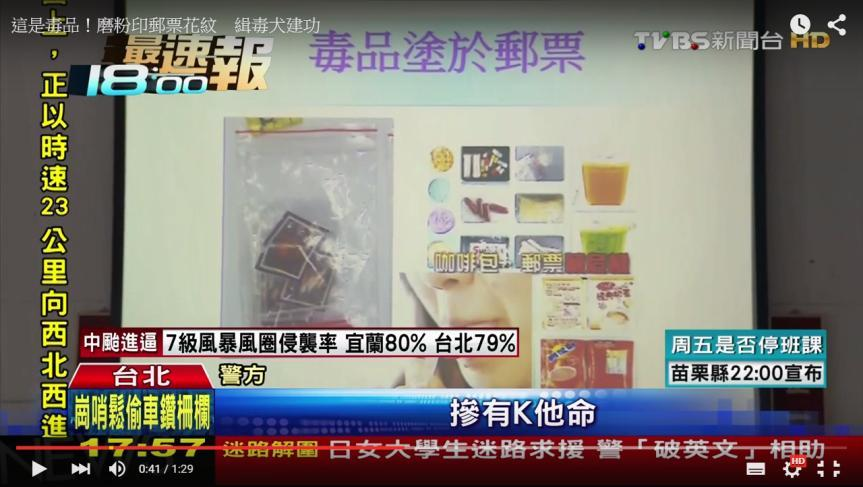 這是毒品！磨粉印郵票花紋　緝毒犬建功
最速報
18:00
毒品塗於郵票
TVBS新聞台 HD
上，正以時速23公里向西北西進
咖啡包 郵票
中颱進逼 7級風暴風圈侵襲率 宜蘭80% 台北79%
周五是否停班課
苗栗縣22:00宣布
台北 警方
崗哨鬆偷車鑽柵欄
摻有K他命
17:57 迷路解圍 日女大學生迷路求援 警「破英文」相助
0:41 / 1:29
HD